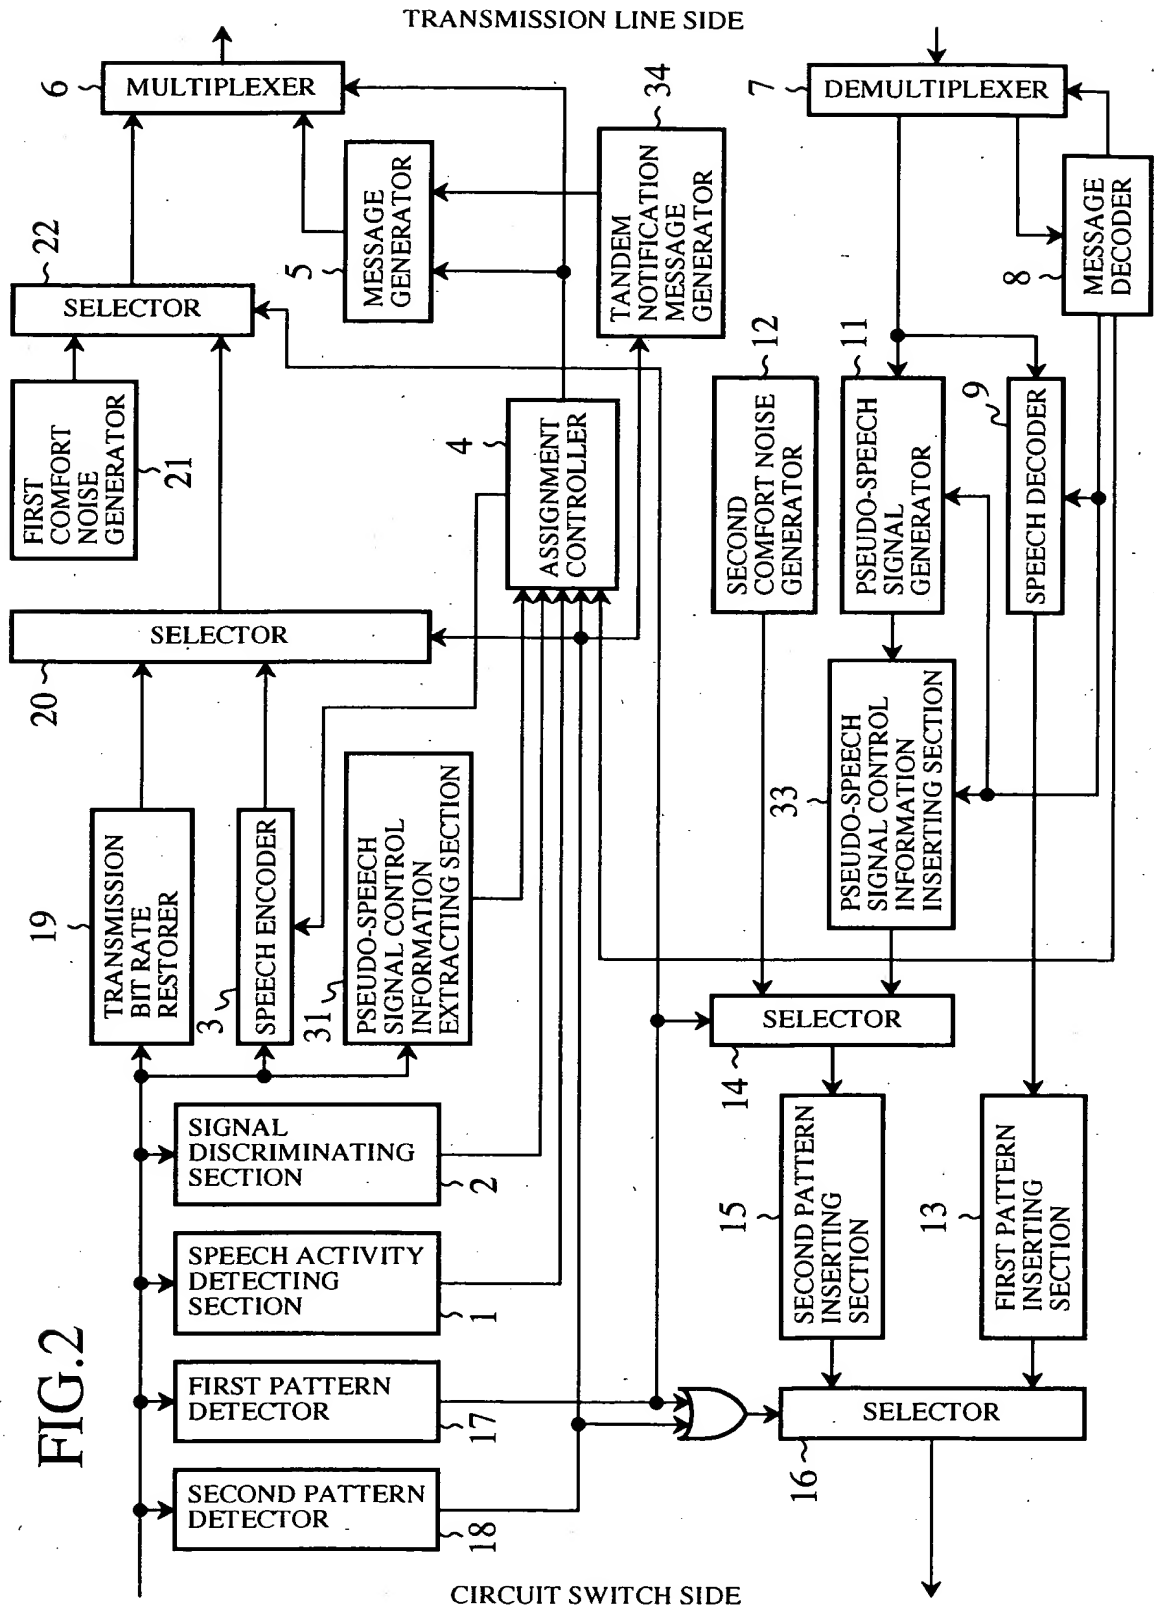 TRANSMISSION LINE SIDE
6
MULTIPLEXER
7
DEMULTIPLEXER
34
TANDEM
NOTIFICATION
MESSAGE
GENERATOR
5
MESSAGE
GENERATOR
8
MESSAGE
DECODER
22
SELECTOR
FIRST
COMFORT
NOISE
GENERATOR
21
4
ASSIGNMENT
CONTROLLER
12
SECOND
COMFORT NOISE
GENERATOR
11
PSEUDO-SPEECH
SIGNAL
GENERATOR
9
SPEECH DECODER
20
SELECTOR
19
TRANSMISSION
BIT RATE
RESTORER
3
SPEECH ENCODER
31
PSEUDO-SPEECH
SIGNAL CONTROL
INFORMATION
EXTRACTING SECTION
33
PSEUDO-SPEECH
SIGNAL CONTROL
INFORMATION
INSERTING SECTION
14
SELECTOR
SIGNAL
DISCRIMINATING
SECTION
2
SPEECH ACTIVITY
DETECTING
SECTION
1
15
SECOND PATTERN
INSERTING
SECTION
13
FIRST PATTERN
INSERTING
SECTION
FIG.2
FIRST PATTERN
DETECTOR
17
SECOND PATTERN
DETECTOR
18
16
SELECTOR
CIRCUIT SWITCH SIDE